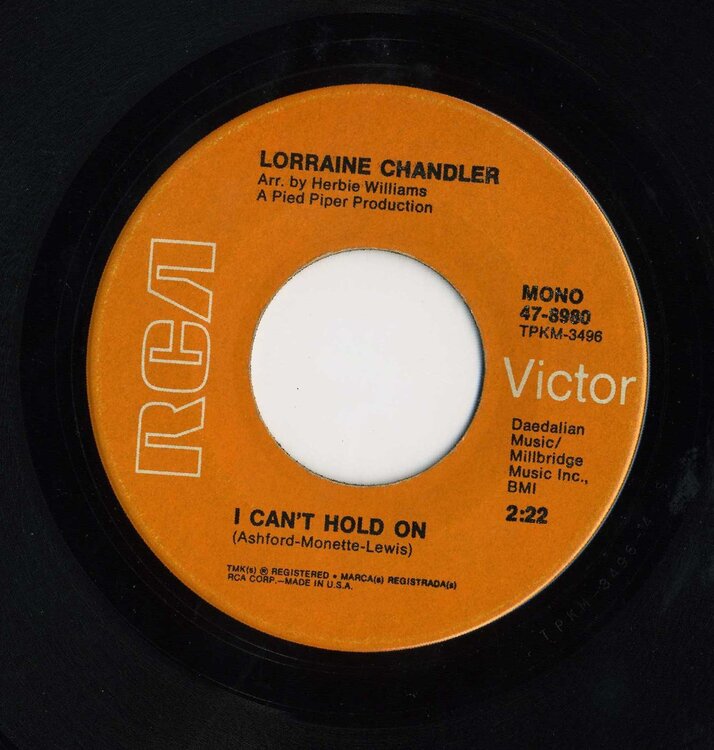 LORRAINE CHANDLER
Arr. by Herbie Williams
A Pied Piper Production
RCA
MONO
47-8980
TPKM-3496
Victor
Daedalian
Music/
Millbridge
Music Inc.,
BMI
2:22
I CAN'T HOLD ON
(Ashford-Monette-Lewis)
TMK(s) ® REGISTERED • MARCA(s) REGISTRADA(s)
RCA CORP.—MADE IN U.S.A.
TPKM-3496